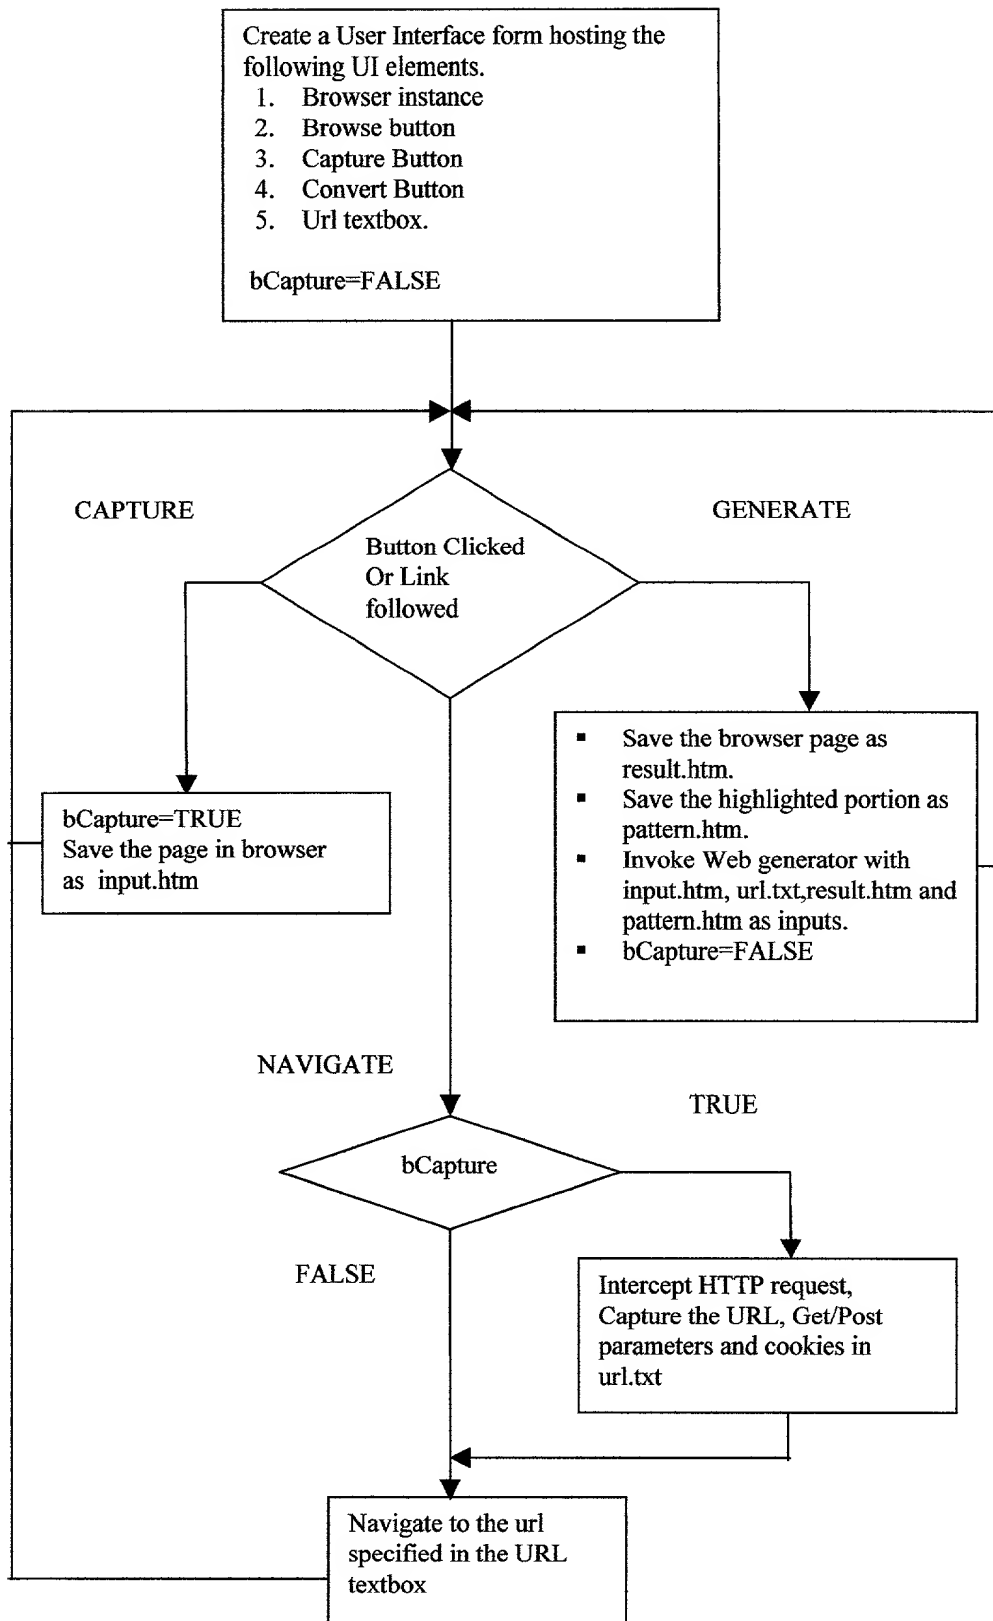 Create a User Interface form hosting the
following UI elements.
1. Browser instance
2. Browse button
3. Capture Button
4. Convert Button
5. Url textbox.
bCapture=FALSE
CAPTURE
GENERATE
Button Clicked
Or Link
followed
▪ Save the browser page as
result.htm.
▪ Save the highlighted portion as
pattern.htm.
▪ Invoke Web generator with
input.htm, url.txt,result.htm and
pattern.htm as inputs.
▪ bCapture=FALSE
bCapture=TRUE
Save the page in browser
as input.htm
NAVIGATE
TRUE
bCapture
FALSE
Intercept HTTP request,
Capture the URL, Get/Post
parameters and cookies in
url.txt
Navigate to the url
specified in the URL
textbox